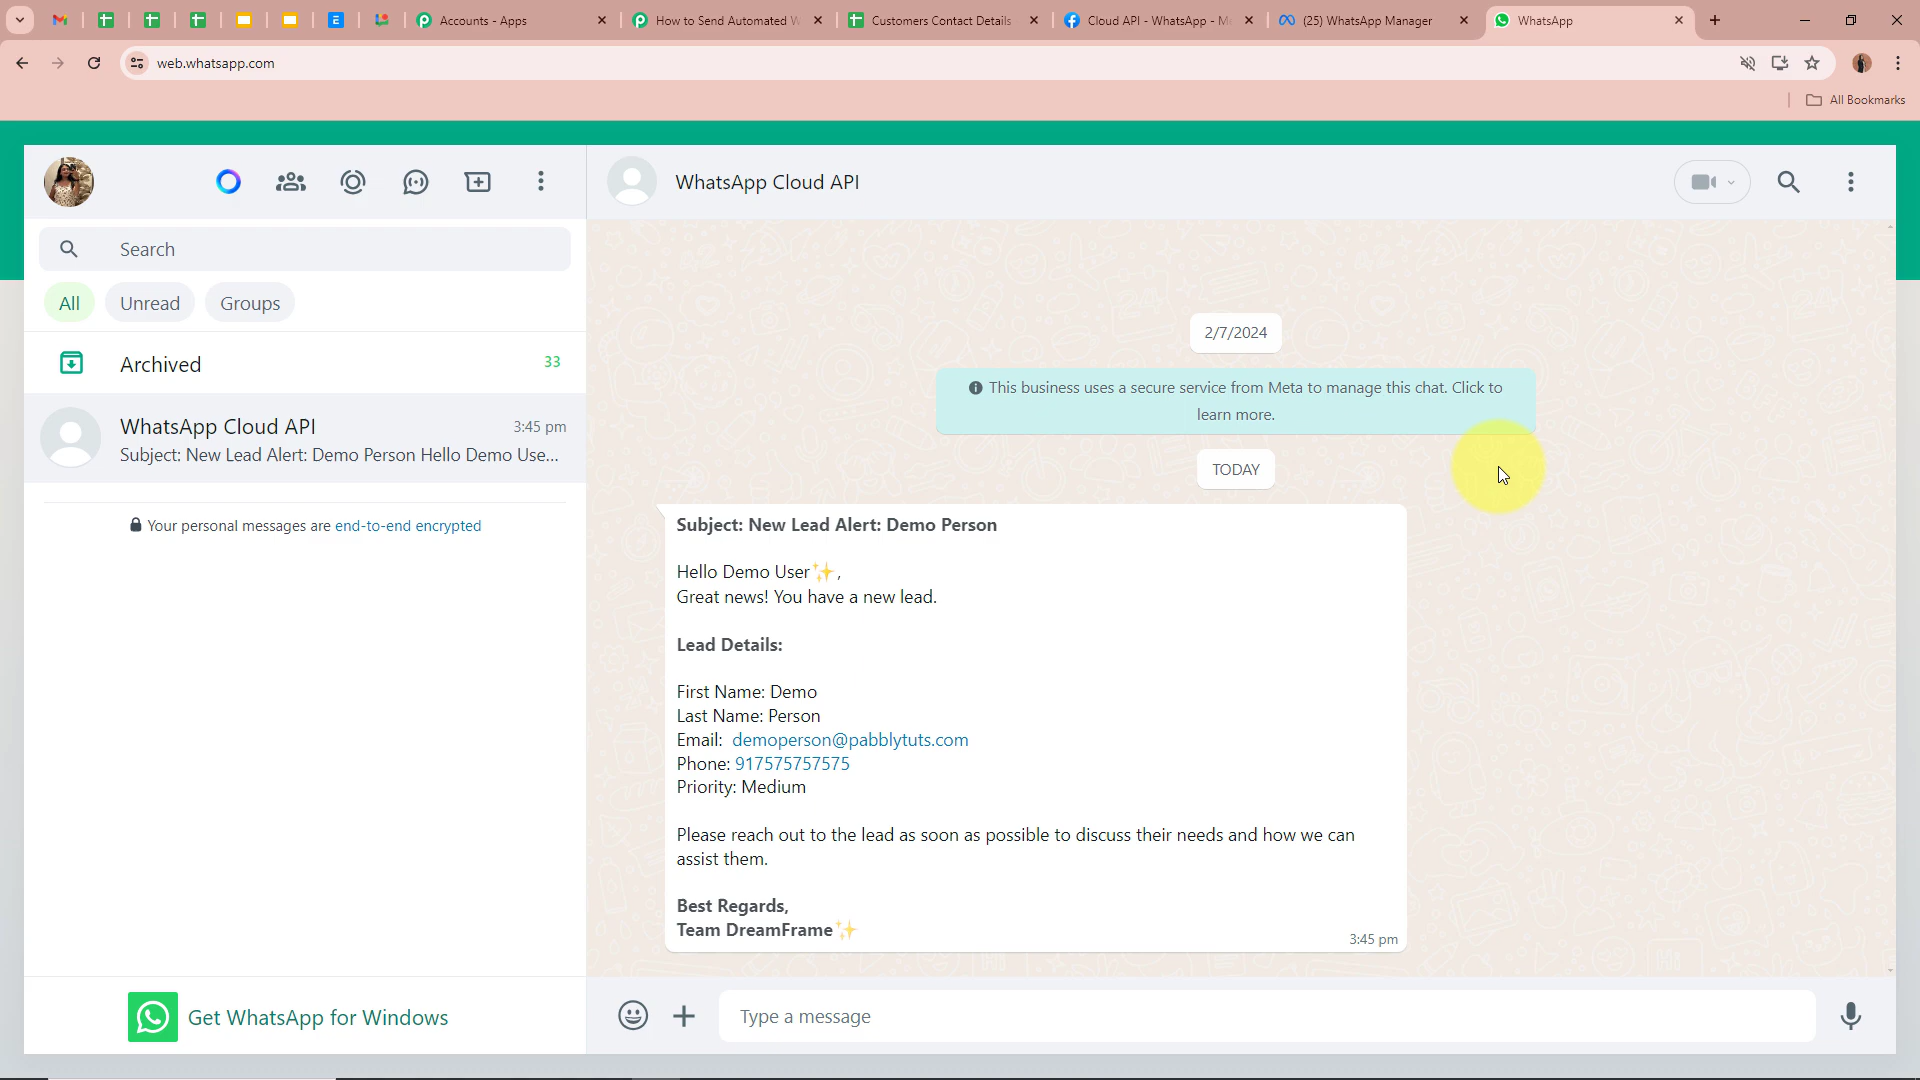 Accounts - Apps
How to Send Automated W
Customers Contact Details
Cloud API - WhatsApp - M
(25) WhatsApp Manager
WhatsApp
web.whatsapp.com
All Bookmarks
WhatsApp Cloud API
Search
All
Unread
Groups
Archived
33
WhatsApp Cloud API
3:45 pm
Subject: New Lead Alert: Demo Person Hello Demo Use...
Your personal messages are end-to-end encrypted
Get WhatsApp for Windows
2/7/2024
This business uses a secure service from Meta to manage this chat. Click to
learn more.
TODAY
Subject: New Lead Alert: Demo Person
Hello Demo User✨,
Great news! You have a new lead.
Lead Details:
First Name: Demo
Last Name: Person
Email: demoperson@pabblytuts.com
Phone: 917575757575
Priority: Medium
Please reach out to the lead as soon as possible to discuss their needs and how we can
assist them.
Best Regards,
Team DreamFrame✨
3:45 pm
Type a message